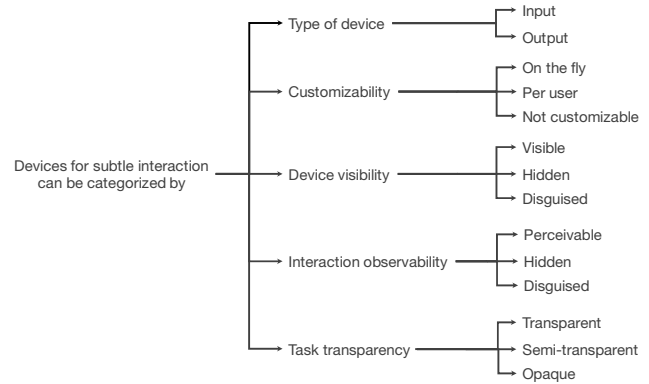 Devices for subtle interaction
can be categorized by
Type of device
Input
Output
Customizability
On the fly
Per user
Not customizable
Device visibility
Visible
Hidden
Disguised
Interaction observability
Perceivable
Hidden
Disguised
Task transparency
Transparent
Semi-transparent
Opaque